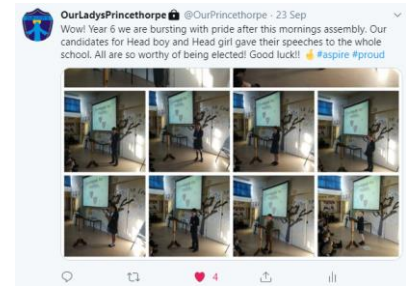 OurLadysPrincethorpe @OurPrincethorpe · 23 Sep
Wow! Year 6 we are bursting with pride after this mornings assembly. Our
candidates for Head boy and Head girl gave their speeches to the whole
school. All are so worthy of being elected! Good luck!! 🤞 #aspire #proud
4